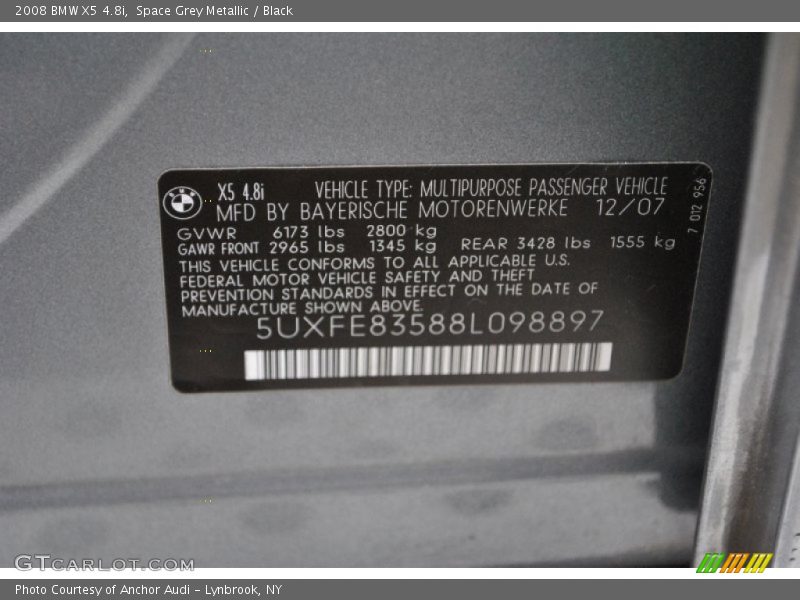 2008 BMW X5 4.8i, Space Grey Metallic / Black
X5 4.8i VEHICLE TYPE: MULTIPURPOSE PASSENGER VEHICLE
MFD BY BAYERISCHE MOTORENWERKE 12/07
GVWR 6173 lbs 2800 kg
GAWR FRONT 2965 lbs 1345 kg REAR 3428 lbs 1555 kg
THIS VEHICLE CONFORMS TO ALL APPLICABLE U.S.
FEDERAL MOTOR VEHICLE SAFETY AND THEFT
PREVENTION STANDARDS IN EFFECT ON THE DATE OF
MANUFACTURE SHOWN ABOVE.
5UXFE83588L098897
7 012 956
GTCARLOT.COM
Photo Courtesy of Anchor Audi - Lynbrook, NY